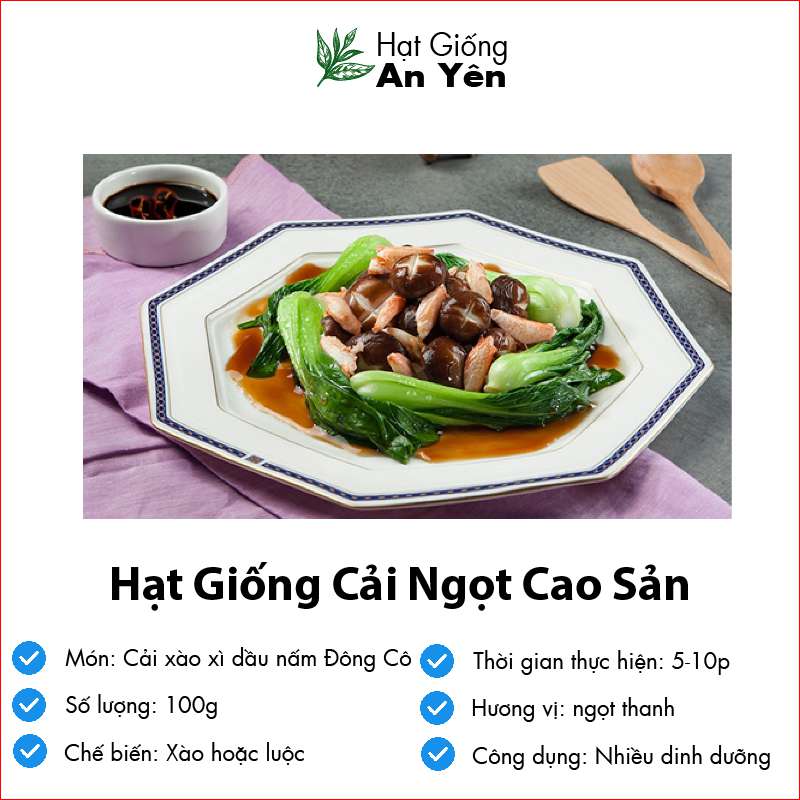 Hạt Giống
An Yên
Hạt Giống Cải Ngọt Cao Sản
Món: Cải xào xì dầu nấm Đông Cô
Số lượng: 100g
Chế biến: Xào hoặc luộc
Thời gian thực hiện: 5-10p
Hương vị: ngọt thanh
Công dụng: Nhiều dinh dưỡng